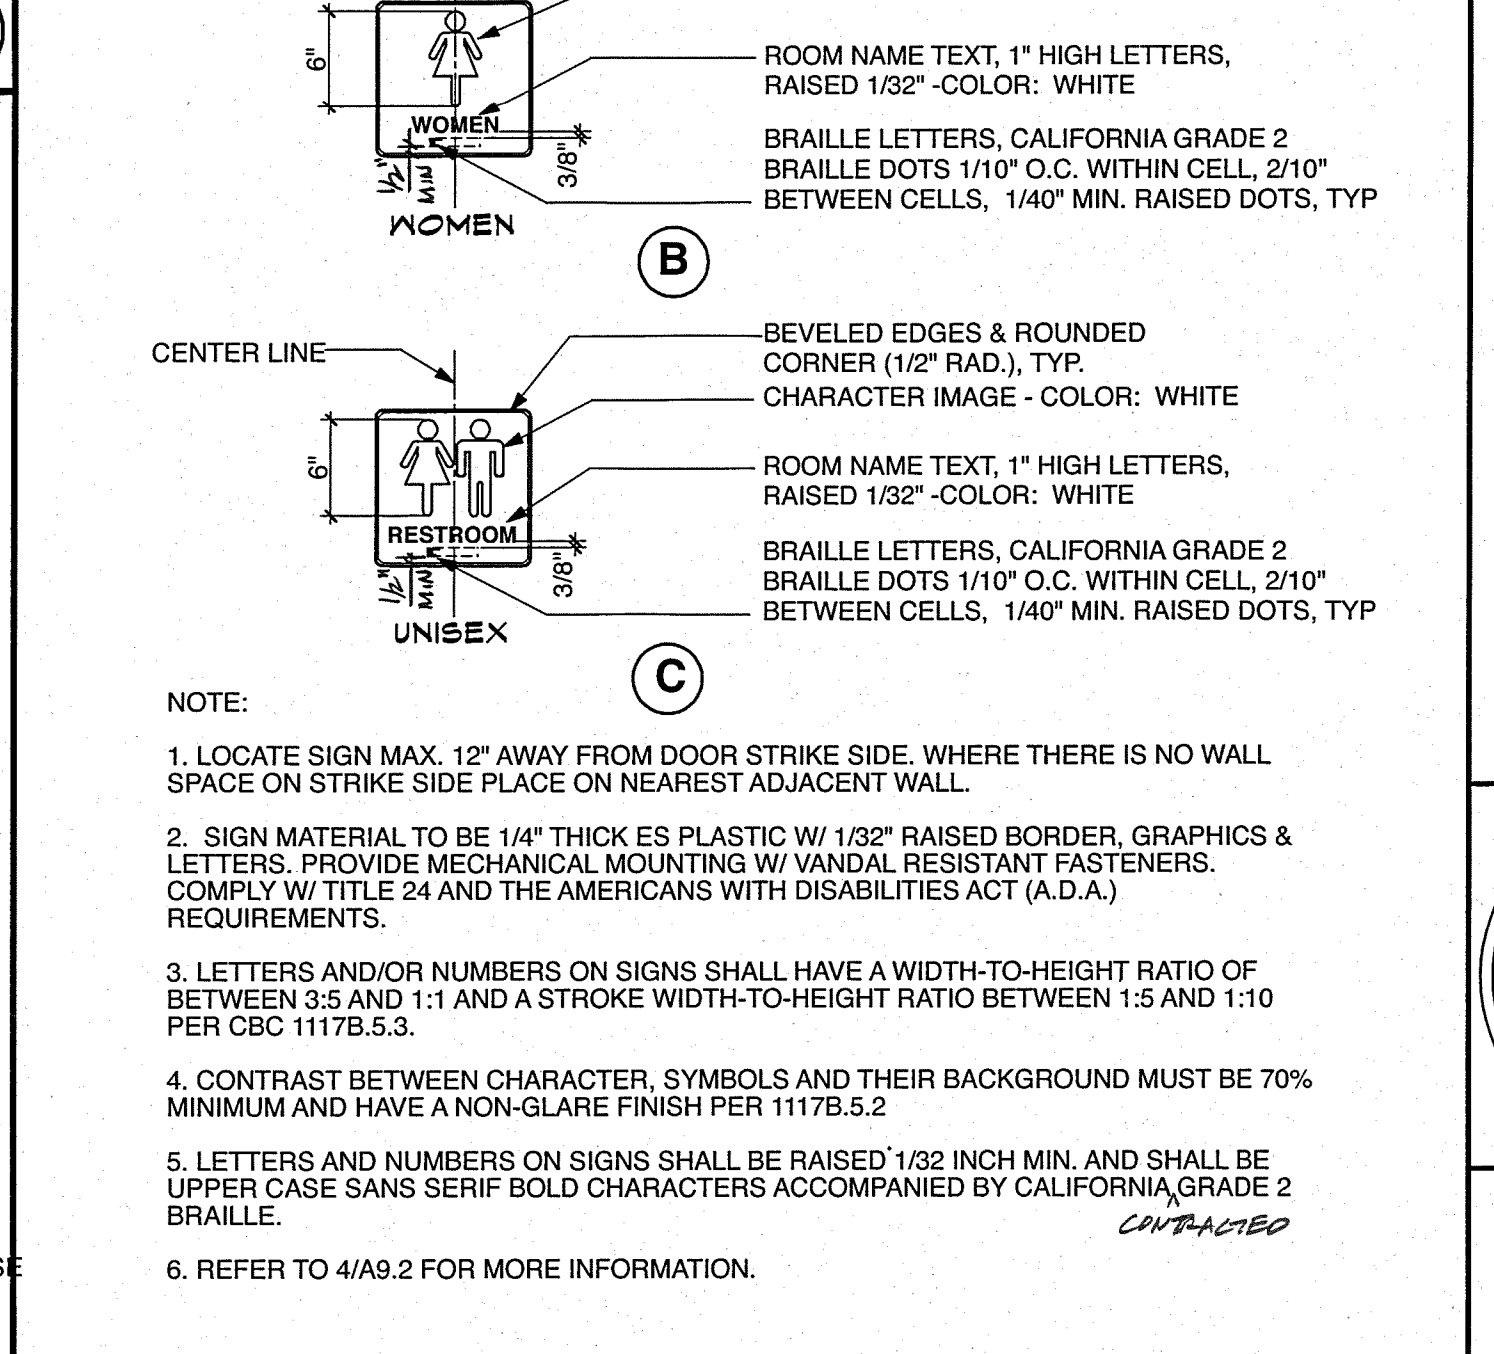 6"
ROOM NAME TEXT, 1" HIGH LETTERS,
RAISED 1/32" -COLOR: WHITE
WOMEN
BRAILLE LETTERS, CALIFORNIA GRADE 2
BRAILLE DOTS 1/10" O.C. WITHIN CELL, 2/10"
BETWEEN CELLS, 1/40" MIN. RAISED DOTS, TYP
1/2"
MIN
3/8"
WOMEN
B
CENTER LINE
BEVELED EDGES & ROUNDED
CORNER (1/2" RAD.), TYP.
CHARACTER IMAGE - COLOR: WHITE
6"
ROOM NAME TEXT, 1" HIGH LETTERS,
RAISED 1/32" -COLOR: WHITE
RESTROOM
BRAILLE LETTERS, CALIFORNIA GRADE 2
BRAILLE DOTS 1/10" O.C. WITHIN CELL, 2/10"
BETWEEN CELLS, 1/40" MIN. RAISED DOTS, TYP
1/2"
MIN
3/8"
UNISEX
C
NOTE:
1. LOCATE SIGN MAX. 12" AWAY FROM DOOR STRIKE SIDE. WHERE THERE IS NO WALL
SPACE ON STRIKE SIDE PLACE ON NEAREST ADJACENT WALL.
2. SIGN MATERIAL TO BE 1/4" THICK ES PLASTIC W/ 1/32" RAISED BORDER, GRAPHICS &
LETTERS. PROVIDE MECHANICAL MOUNTING W/ VANDAL RESISTANT FASTENERS.
COMPLY W/ TITLE 24 AND THE AMERICANS WITH DISABILITIES ACT (A.D.A.)
REQUIREMENTS.
3. LETTERS AND/OR NUMBERS ON SIGNS SHALL HAVE A WIDTH-TO-HEIGHT RATIO OF
BETWEEN 3:5 AND 1:1 AND A STROKE WIDTH-TO-HEIGHT RATIO BETWEEN 1:5 AND 1:10
PER CBC 1117B.5.3.
4. CONTRAST BETWEEN CHARACTER, SYMBOLS AND THEIR BACKGROUND MUST BE 70%
MINIMUM AND HAVE A NON-GLARE FINISH PER 1117B.5.2
5. LETTERS AND NUMBERS ON SIGNS SHALL BE RAISED 1/32 INCH MIN. AND SHALL BE
UPPER CASE SANS SERIF BOLD CHARACTERS ACCOMPANIED BY CALIFORNIA GRADE 2
BRAILLE.
CONTRACTED
6. REFER TO 4/A9.2 FOR MORE INFORMATION.